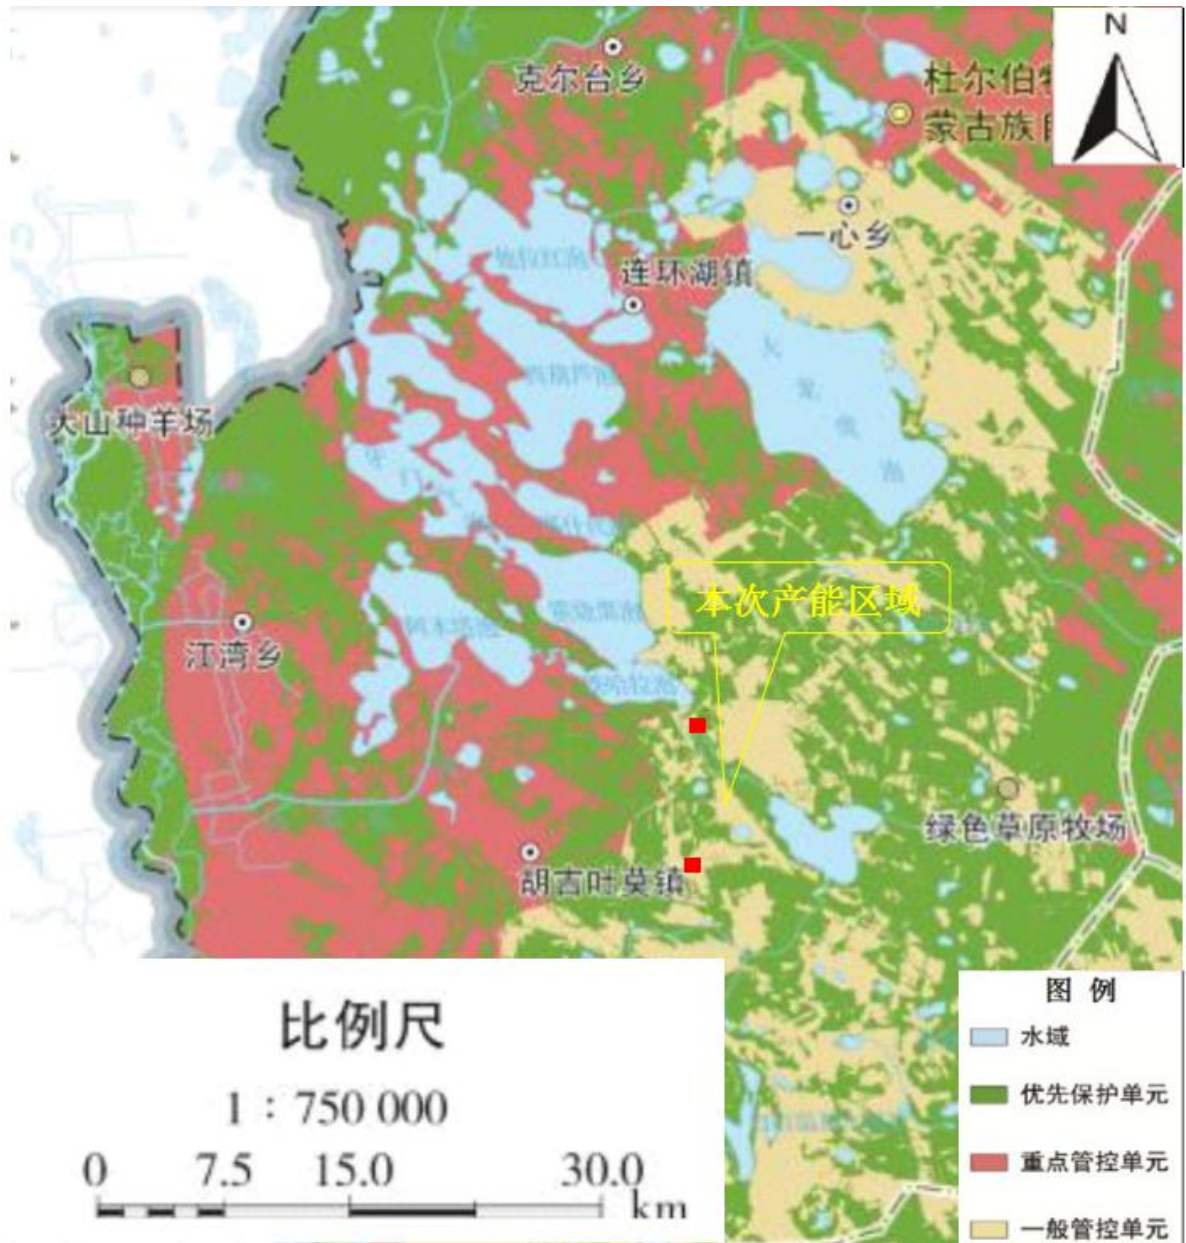 N
克尔台乡
杜尔伯
蒙古族
一心乡
连环湖镇
大山种羊场
本次产能区域
江湾乡
绿色草原牧场
胡吉吐莫镇
比例尺
1：750 000
0 7.5 15.0 30.0
km
图 例
水域
优先保护单元
重点管控单元
一般管控单元